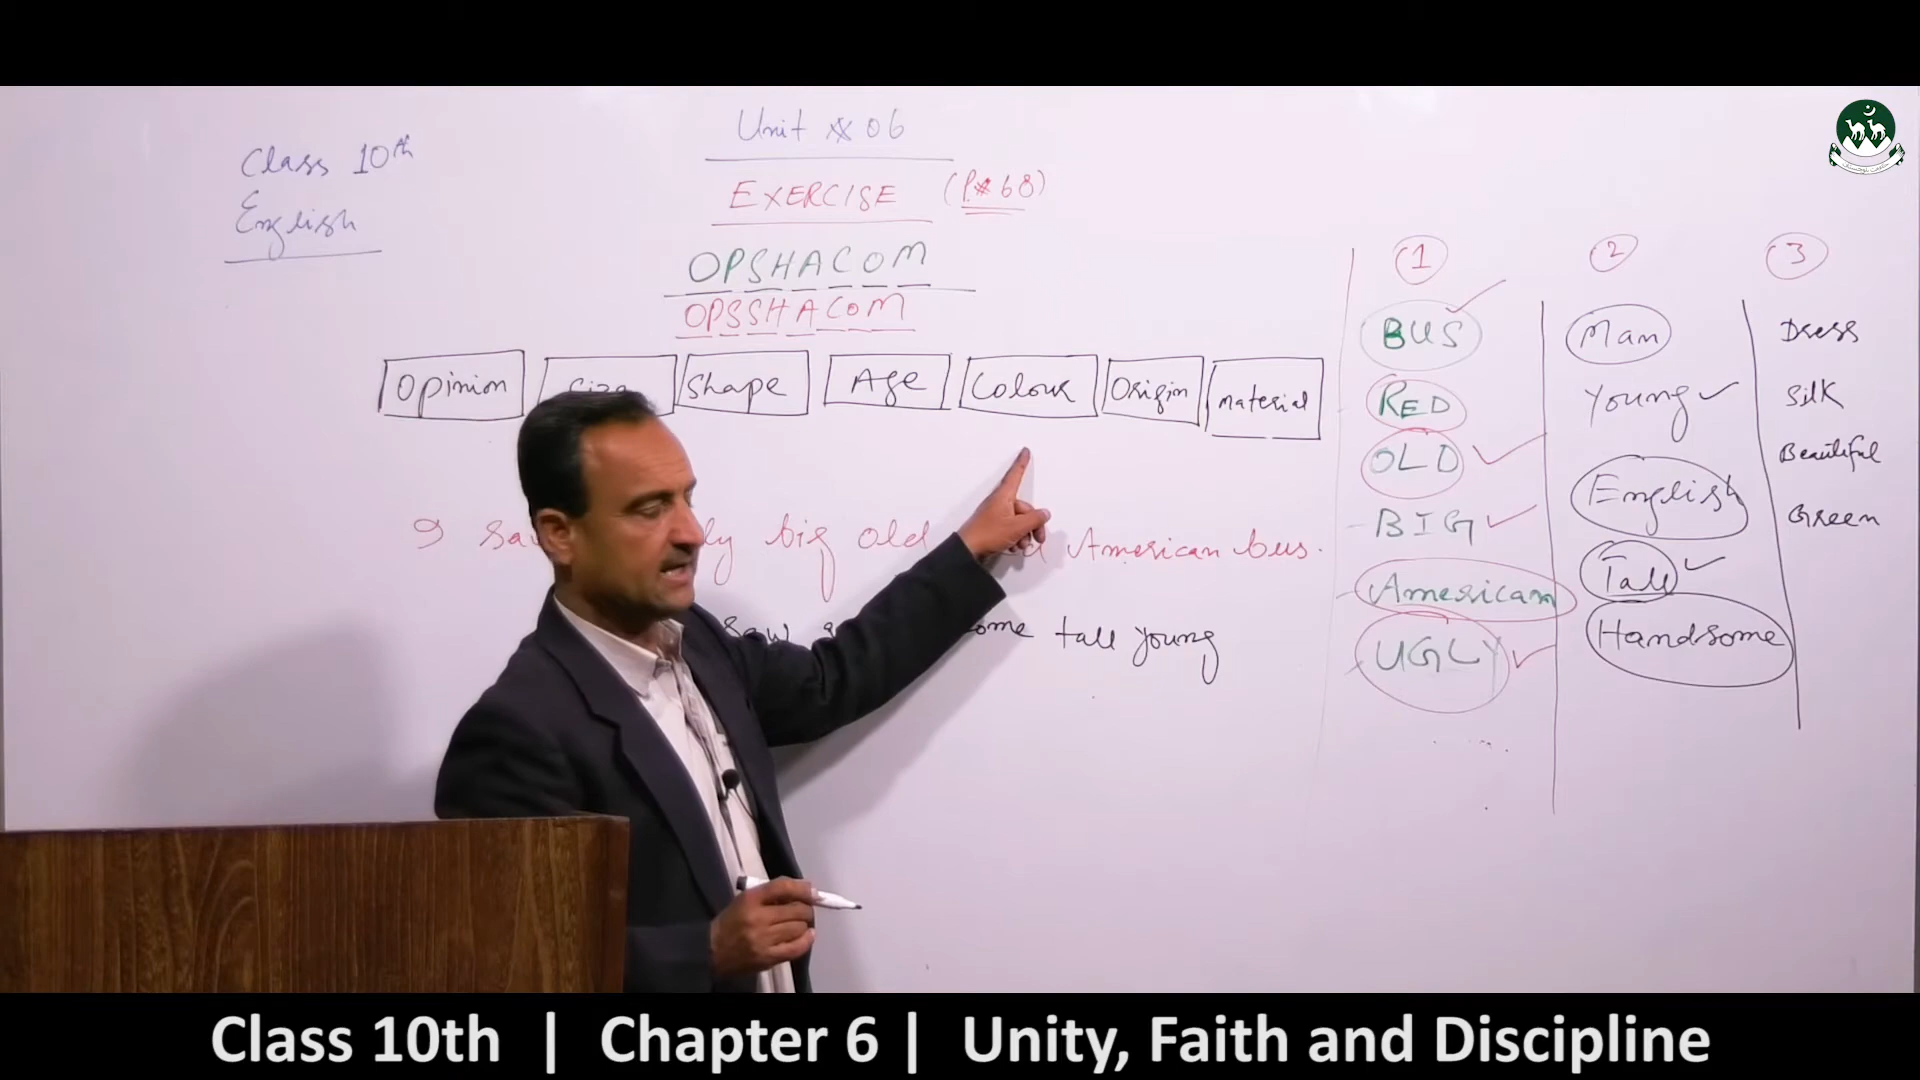 Class 10th
English
Unit # 06
EXERCISE (P.# 68)
OPSHACOM
OPSSHACOM
Opinion Size Shape Age Colour Origin material
I big old American bus.
saw tall young
1
BUS
RED
OLD
BIG
American
UGLY
2
Man
Young
English
Tall
Handsome
3
Dress
Silk
Beautiful
Green
Class 10th | Chapter 6 | Unity, Faith and Discipline